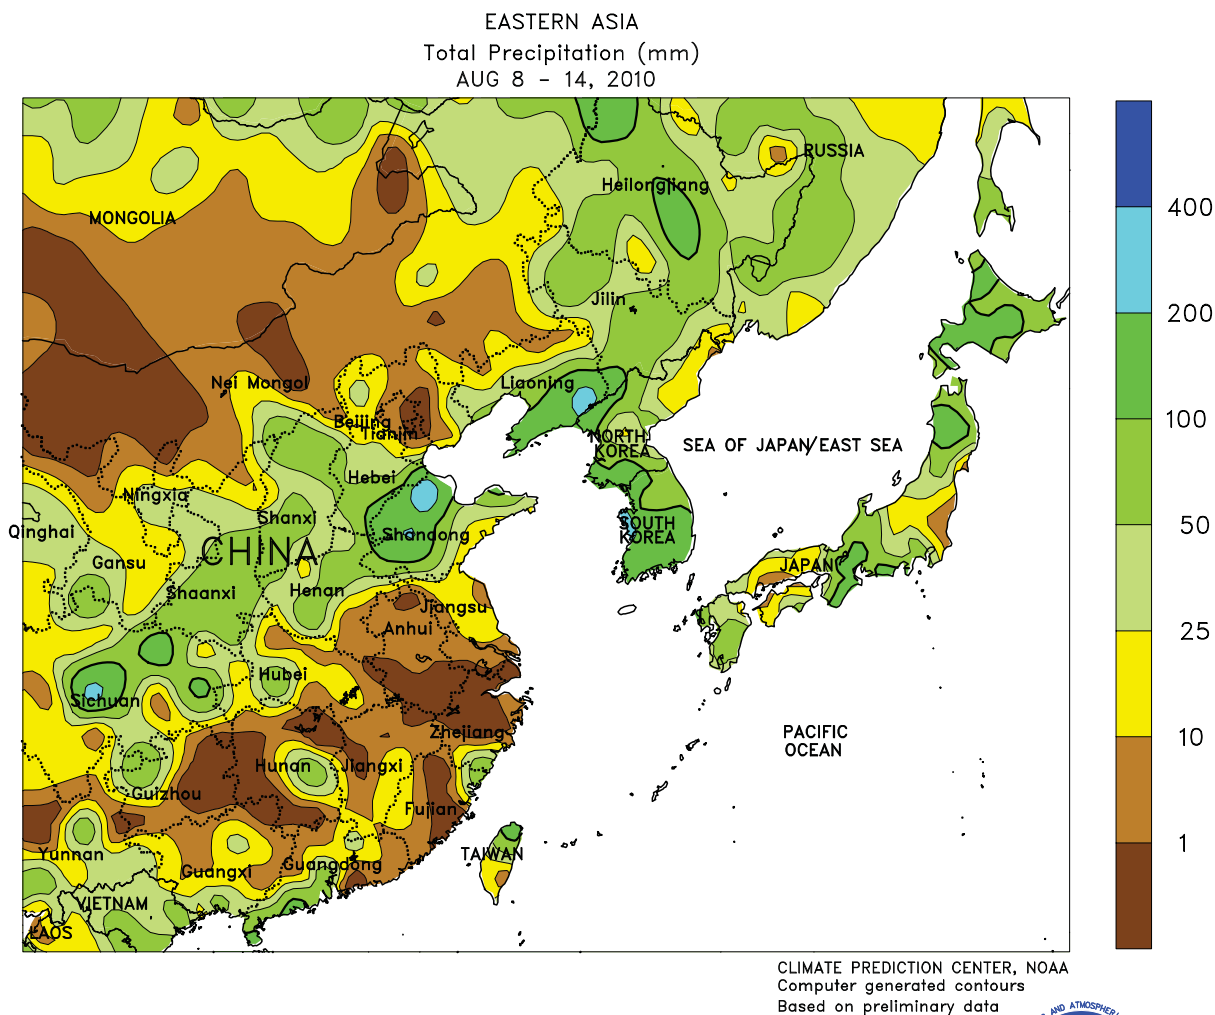 EASTERN ASIA
Total Precipitation (mm)
AUG 8 - 14, 2010
RUSSIA
Heilongjiang
MONGOLIA
400
Jilin
200
Nei Mongol
Liaoning
Beijing
Tianjin
100
NORTH
KOREA
SEA OF JAPAN/EAST SEA
Hebei
Ningxia
Qinghai
Shanxi
SOUTH
KOREA
50
Shandong
CHINA
Gansu
JAPAN
Shaanxi
Henan
Jiangsu
Anhui
25
Hubei
Sichuan
Zhejiang
PACIFIC
OCEAN
10
Hunan
Jiangxi
Guizhou
Fujian
1
Yunnan
TAIWAN
Guangxi
Guangdong
VIETNAM
LAOS
CLIMATE PREDICTION CENTER, NOAA
Computer generated contours
Based on preliminary data
AND ATMOSPHERI